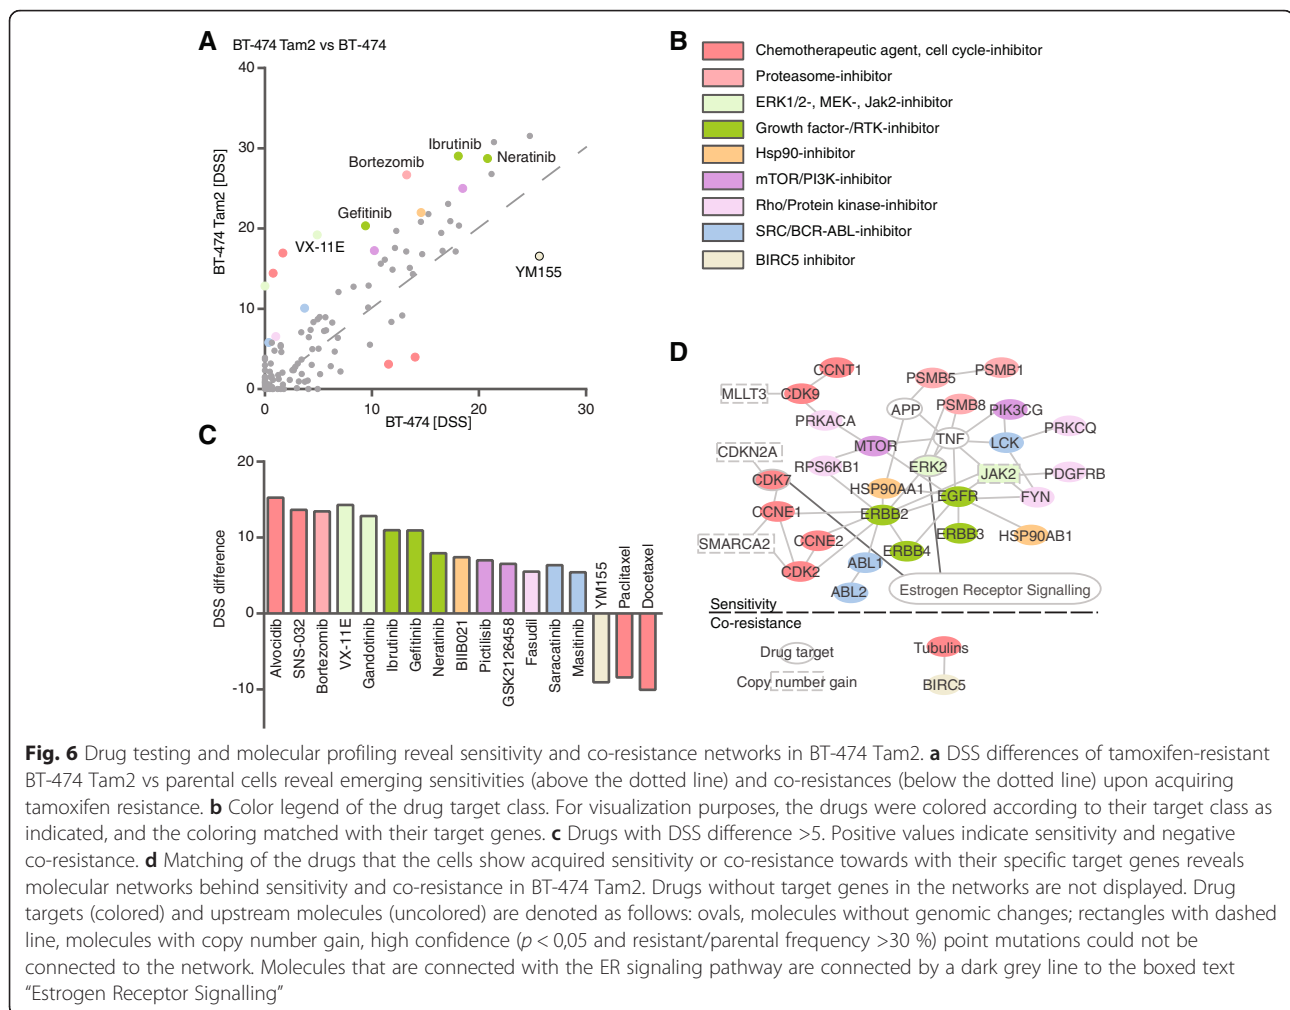 A
BT-474 Tam2 vs BT-474
BT-474 Tam2 [DSS]
40
30
20
10
0
0
10
20
30
BT-474 [DSS]
Ibrutinib
Neratinib
Bortezomib
Gefitinib
VX-11E
YM155
B
Chemotherapeutic agent, cell cycle-inhibitor
Proteasome-inhibitor
ERK1/2-, MEK-, Jak2-inhibitor
Growth factor-/RTK-inhibitor
Hsp90-inhibitor
mTOR/PI3K-inhibitor
Rho/Protein kinase-inhibitor
SRC/BCR-ABL-inhibitor
BIRC5 inhibitor
C
DSS difference
20
10
0
-10
Alvocidib
SNS-032
Bortezomib
VX-11E
Gandotinib
Ibrutinib
Gefitinib
Neratinib
BIIB021
Pictilisib
GSK2126458
Fasudil
Saracatinib
Masitinib
YM155
Paclitaxel
Docetaxel
D
CCNT1
PSMB5
PSMB1
MLLT3
CDK9
APP
PSMB8
PIK3CG
PRKACA
PRKCQ
MTOR
TNF
LCK
CDKN2A
RPS6KB1
ERK2
JAK2
PDGFRB
CDK7
HSP90AA1
EGFR
FYN
CCNE1
ERBB2
SMARCA2
CCNE2
ERBB3
HSP90AB1
ERBB4
CDK2
ABL1
ABL2
Estrogen Receptor Signalling
Sensitivity
Co-resistance
Drug target
Tubulins
Copy number gain
BIRC5
Fig. 6 Drug testing and molecular profiling reveal sensitivity and co-resistance networks in BT-474 Tam2. a DSS differences of tamoxifen-resistant
BT-474 Tam2 vs parental cells reveal emerging sensitivities (above the dotted line) and co-resistances (below the dotted line) upon acquiring
tamoxifen resistance. b Color legend of the drug target class. For visualization purposes, the drugs were colored according to their target class as
indicated, and the coloring matched with their target genes. c Drugs with DSS difference >5. Positive values indicate sensitivity and negative
co-resistance. d Matching of the drugs that the cells show acquired sensitivity or co-resistance towards with their specific target genes reveals
molecular networks behind sensitivity and co-resistance in BT-474 Tam2. Drugs without target genes in the networks are not displayed. Drug
targets (colored) and upstream molecules (uncolored) are denoted as follows: ovals, molecules without genomic changes; rectangles with dashed
line, molecules with copy number gain, high confidence (p < 0,05 and resistant/parental frequency >30 %) point mutations could not be
connected to the network. Molecules that are connected with the ER signaling pathway are connected by a dark grey line to the boxed text
“Estrogen Receptor Signalling”